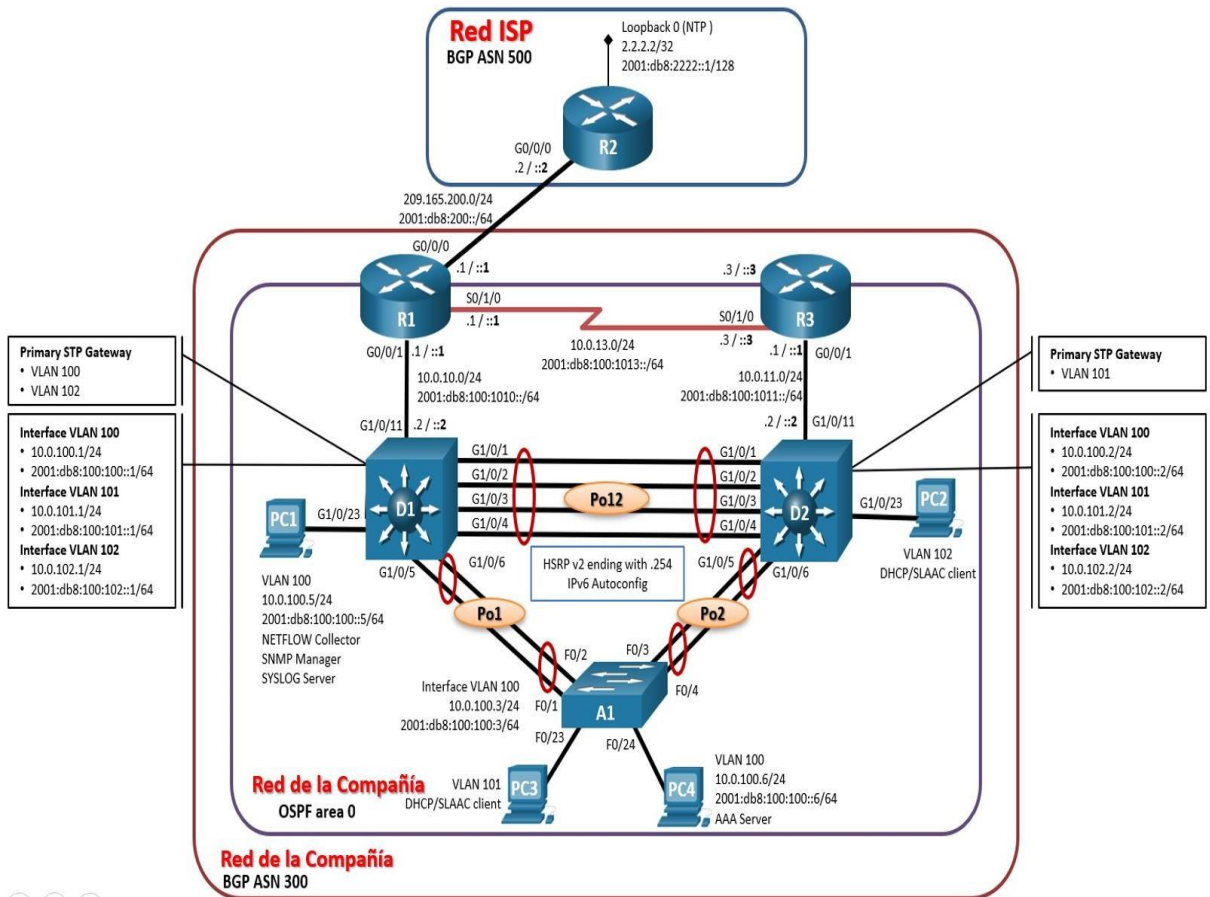 Red ISP
BGP ASN 500
Loopback 0 (NTP )
2.2.2.2/32
2001:db8:2222::1/128
R2
G0/0/0
.2 / ::2
209.165.200.0/24
2001:db8:200::/64
G0/0/0
.1 / ::1
R1
S0/1/0
.1 / ::1
G0/0/1
.1 / ::1
.3 / ::3
R3
S0/1/0
.3 / ::3
.1 / ::1
G0/0/1
10.0.13.0/24
2001:db8:100:1013::/64
10.0.10.0/24
2001:db8:100:1010::/64
10.0.11.0/24
2001:db8:100:1011::/64
Primary STP Gateway
• VLAN 100
• VLAN 102
Interface VLAN 100
• 10.0.100.1/24
• 2001:db8:100:100::1/64
Interface VLAN 101
• 10.0.101.1/24
• 2001:db8:100:101::1/64
Interface VLAN 102
• 10.0.102.1/24
• 2001:db8:100:102::1/64
Primary STP Gateway
• VLAN 101
Interface VLAN 100
• 10.0.100.2/24
• 2001:db8:100:100::2/64
Interface VLAN 101
• 10.0.101.2/24
• 2001:db8:100:101::2/64
Interface VLAN 102
• 10.0.102.2/24
• 2001:db8:100:102::2/64
G1/0/11
.2 / ::2
.2 / ::2
G1/0/11
G1/0/1
G1/0/2
G1/0/3
G1/0/4
G1/0/1
G1/0/2
G1/0/3
G1/0/4
Po12
D1
D2
PC1
G1/0/23
G1/0/23
PC2
VLAN 102
DHCP/SLAAC client
G1/0/5
G1/0/6
HSRP v2 ending with .254
IPv6 Autoconfig
G1/0/5
G1/0/6
VLAN 100
10.0.100.5/24
2001:db8:100:100::5/64
NETFLOW Collector
SNMP Manager
SYSLOG Server
Po1
Po2
F0/2
F0/3
F0/1
F0/4
Interface VLAN 100
10.0.100.3/24
2001:db8:100:100:3/64
A1
F0/23
F0/24
VLAN 101
DHCP/SLAAC client
PC3
PC4
VLAN 100
10.0.100.6/24
2001:db8:100:100::6/64
AAA Server
Red de la Compañía
OSPF area 0
Red de la Compañía
BGP ASN 300